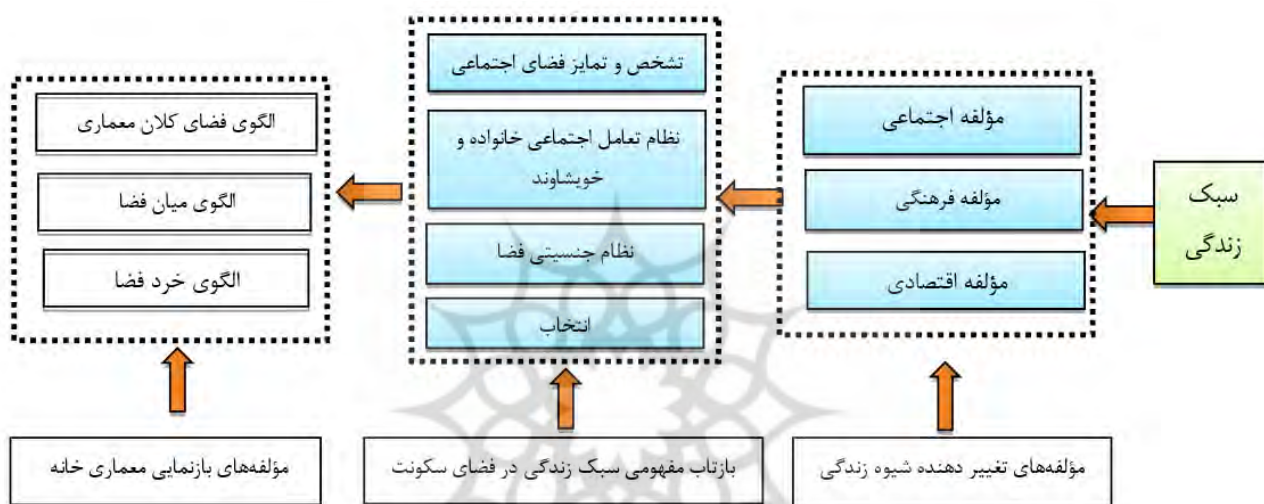 سبک
زندگی
مؤلفه اجتماعی
مؤلفه فرهنگی
مؤلفه اقتصادی
تشخص و تمایز فضای اجتماعی
نظام تعامل اجتماعی خانواده و
خویشاوند
نظام جنسیتی فضا
انتخاب
الگوی فضای کلان معماری
الگوی میان فضا
الگوی خرد فضا
مؤلفه‌های تغییر دهنده شیوه زندگی
بازتاب مفهومی سبک زندگی در فضای سکونت
مؤلفه‌های بازنمایی معماری خانه